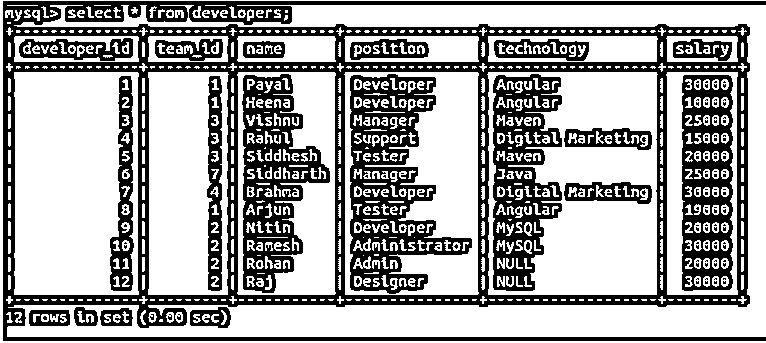 mysql> select * from developers;
| developer_id | team_id | name | position | technology | salary |
| 1 | 1 | Payal | Developer | Angular | 30000 |
| 2 | 1 | Heena | Developer | Angular | 10000 |
| 3 | 3 | Vishnu | Manager | Maven | 25000 |
| 4 | 3 | Rahul | Support | Digital Marketing | 15000 |
| 5 | 3 | Siddhesh | Tester | Maven | 20000 |
| 6 | 7 | Siddharth | Manager | Java | 25000 |
| 7 | 4 | Brahma | Developer | Digital Marketing | 30000 |
| 8 | 1 | Arjun | Tester | Angular | 19000 |
| 9 | 2 | Nitin | Developer | MySQL | 20000 |
| 10 | 2 | Ramesh | Administrator | MySQL | 30000 |
| 11 | 2 | Rohan | Admin | NULL | 20000 |
| 12 | 2 | Raj | Designer | NULL | 30000 |
12 rows in set (0.00 sec)